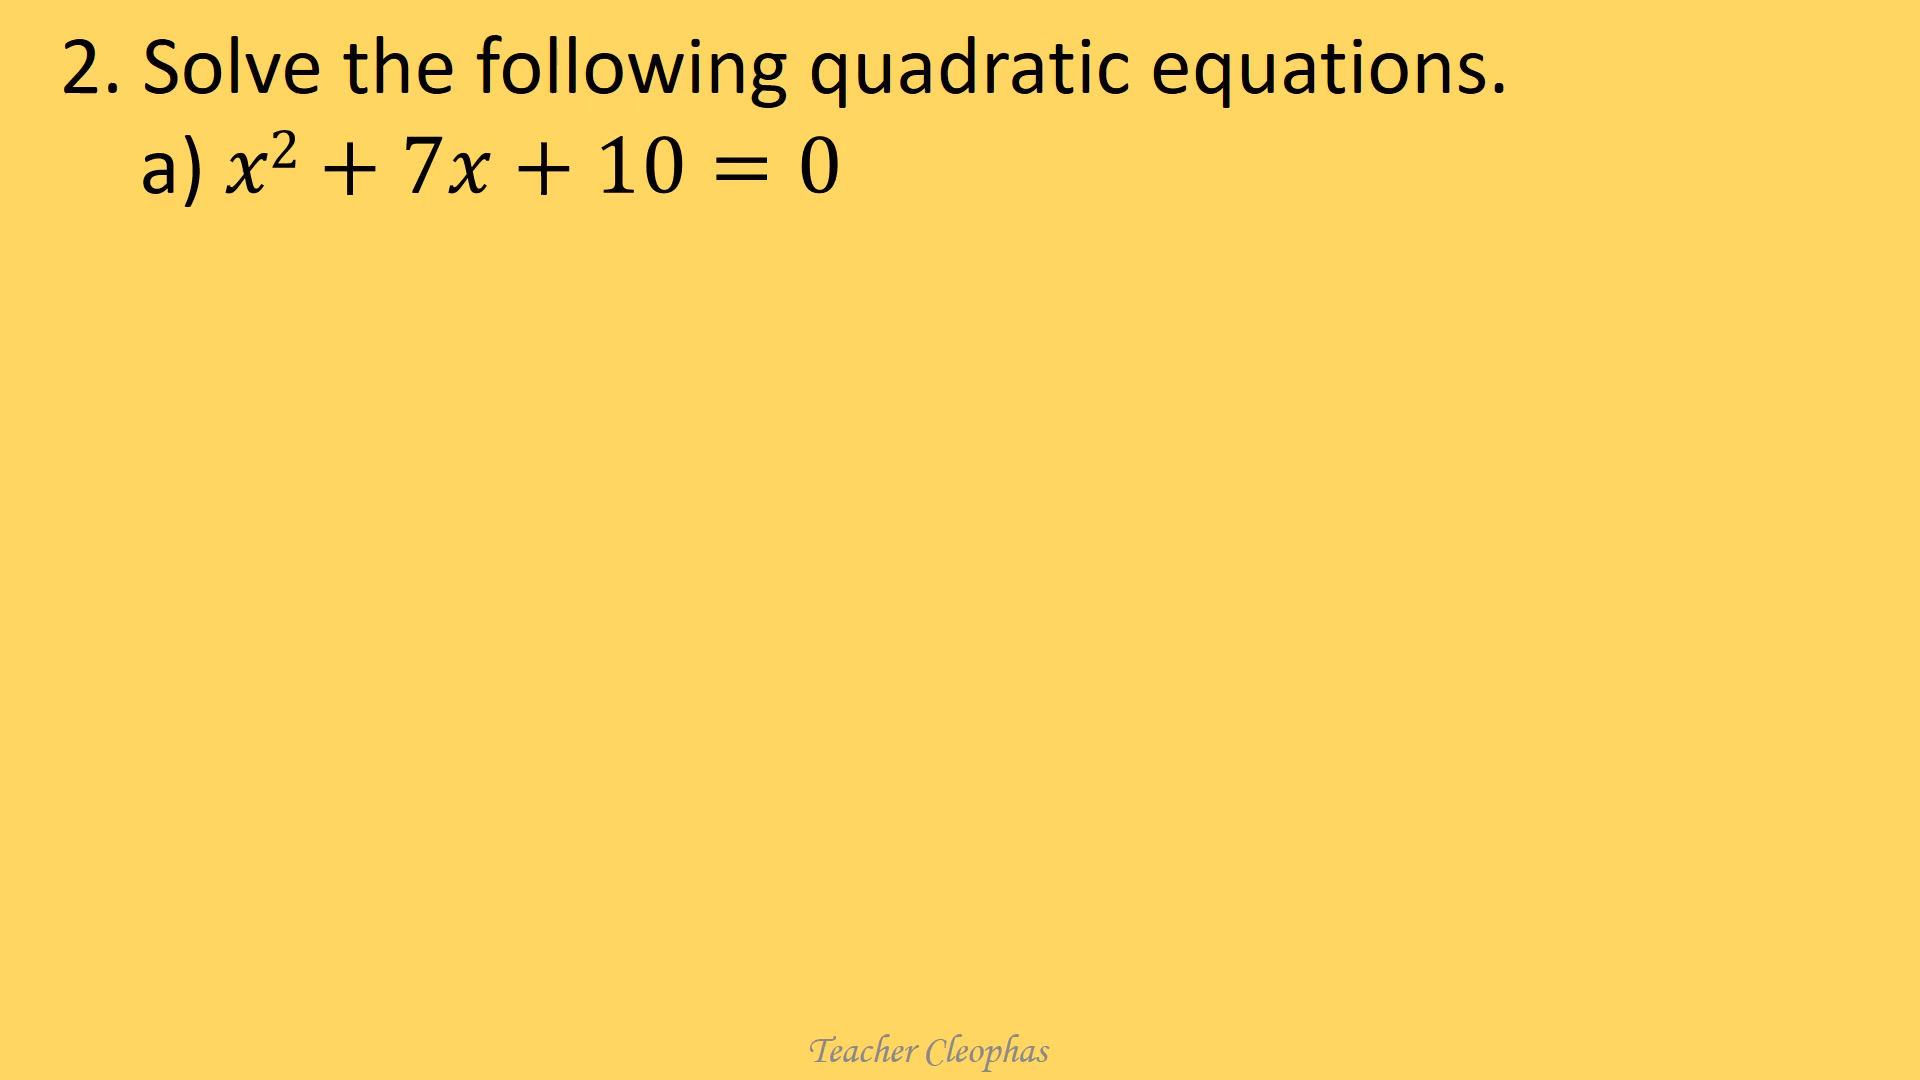 2. Solve the following quadratic equations.
a) 𝑥² + 7𝑥 + 10 = 0
Teacher Cleophas